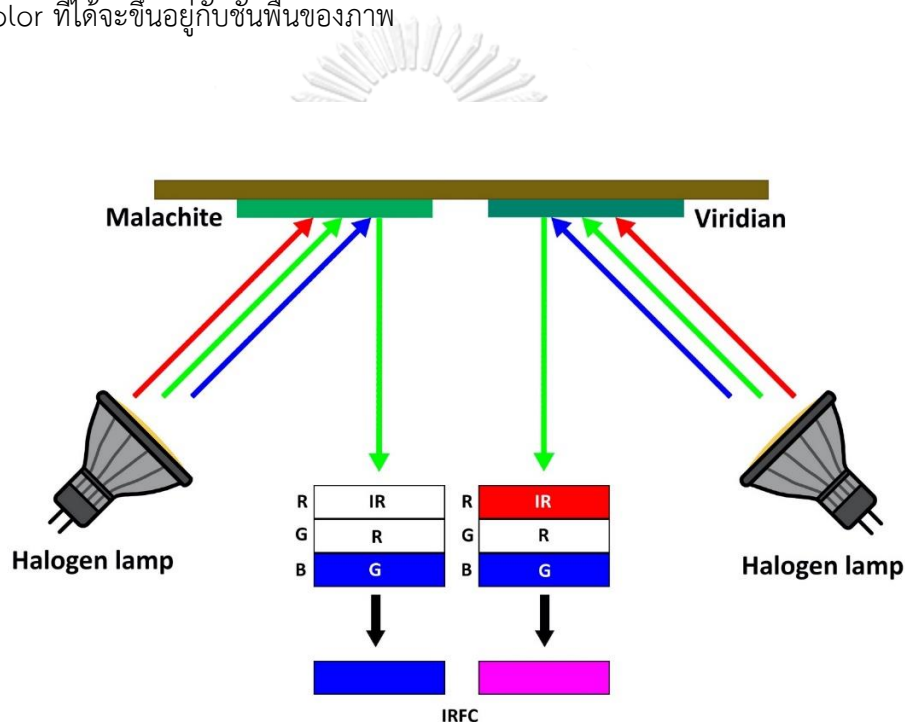 olor ที่ได้จะขึ้นอยู่กับชั้นพื้นของภาพ
Malachite
Viridian
Halogen lamp
Halogen lamp
R IR
G R
B G
R IR
G R
B G
IRFC